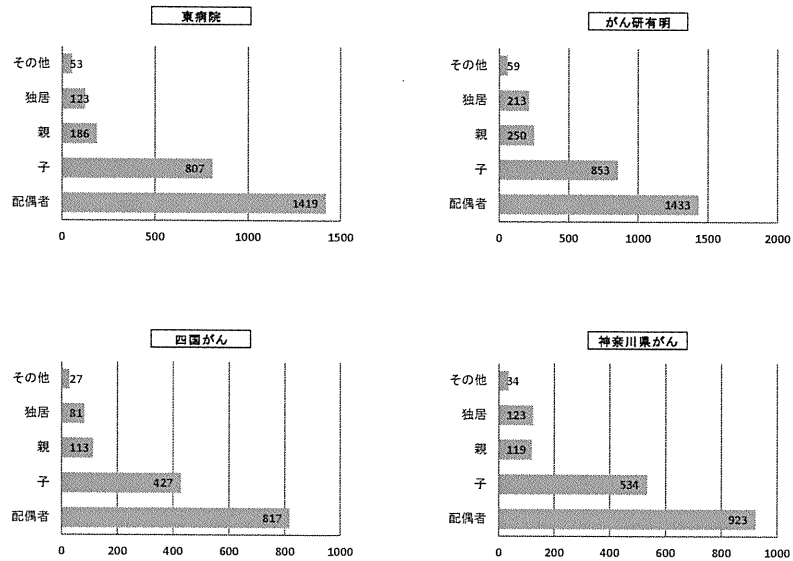 東病院
その他 53
独居 123
親 186
子 807
配偶者 1419
0 500 1000 1500
がん研有明
その他 59
独居 213
親 250
子 853
配偶者 1433
0 500 1000 1500 2000
四国がん
その他 27
独居 81
親 113
子 427
配偶者 817
0 200 400 600 800 1000
神奈川県がん
その他 34
独居 123
親 119
子 534
配偶者 923
0 200 400 600 800 1000